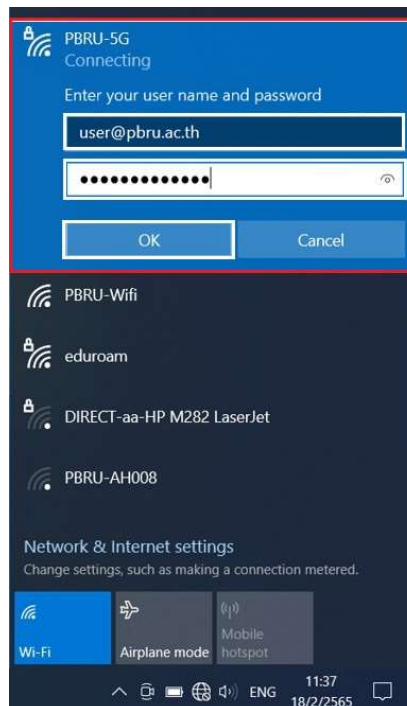 PBRU-5G
Connecting
Enter your user name and password
user@pbru.ac.th
OK Cancel
PBRU-Wifi
eduroam
DIRECT-aa-HP M282 LaserJet
PBRU-AH008
Network & Internet settings
Change settings, such as making a connection metered.
Wi-Fi
Airplane mode
Mobile
hotspot
ENG
11:37
18/2/2565